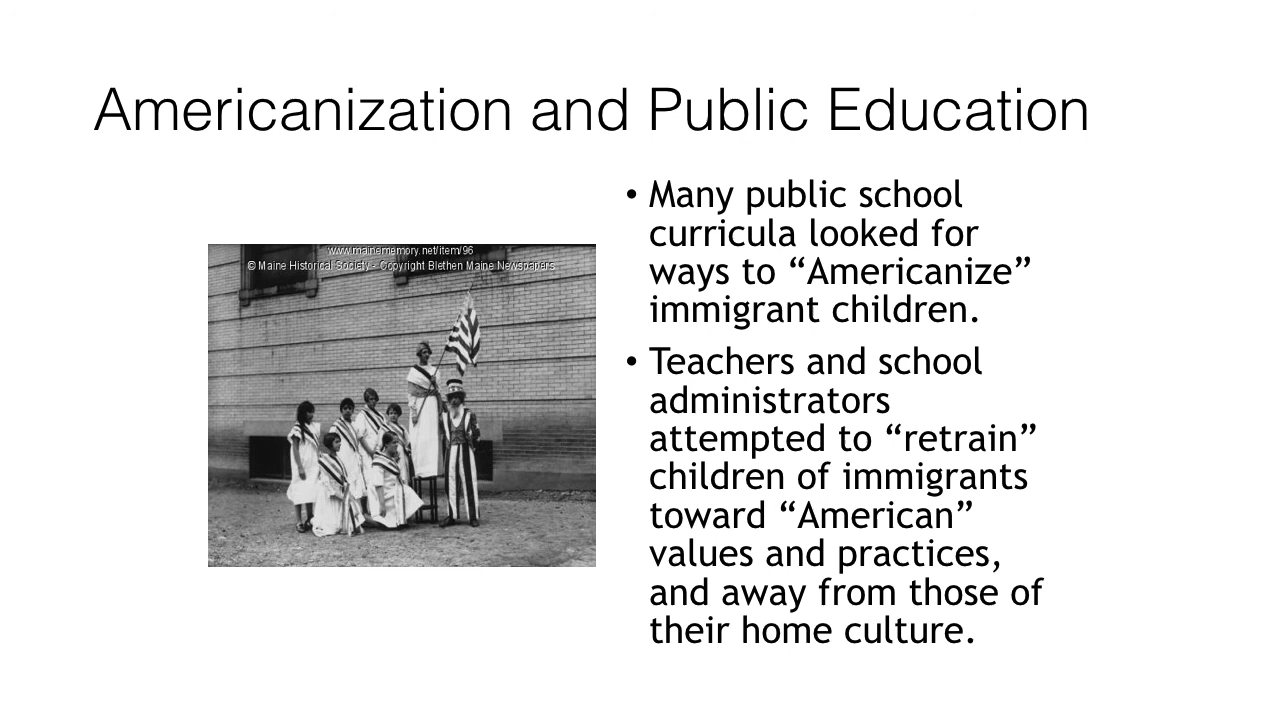 Americanization and Public Education
www.mainememory.net/item/96
© Maine Historical Society - Copyright Blethen Maine Newspapers
• Many public school
curricula looked for
ways to “Americanize”
immigrant children.
• Teachers and school
administrators
attempted to “retrain”
children of immigrants
toward “American”
values and practices,
and away from those of
their home culture.